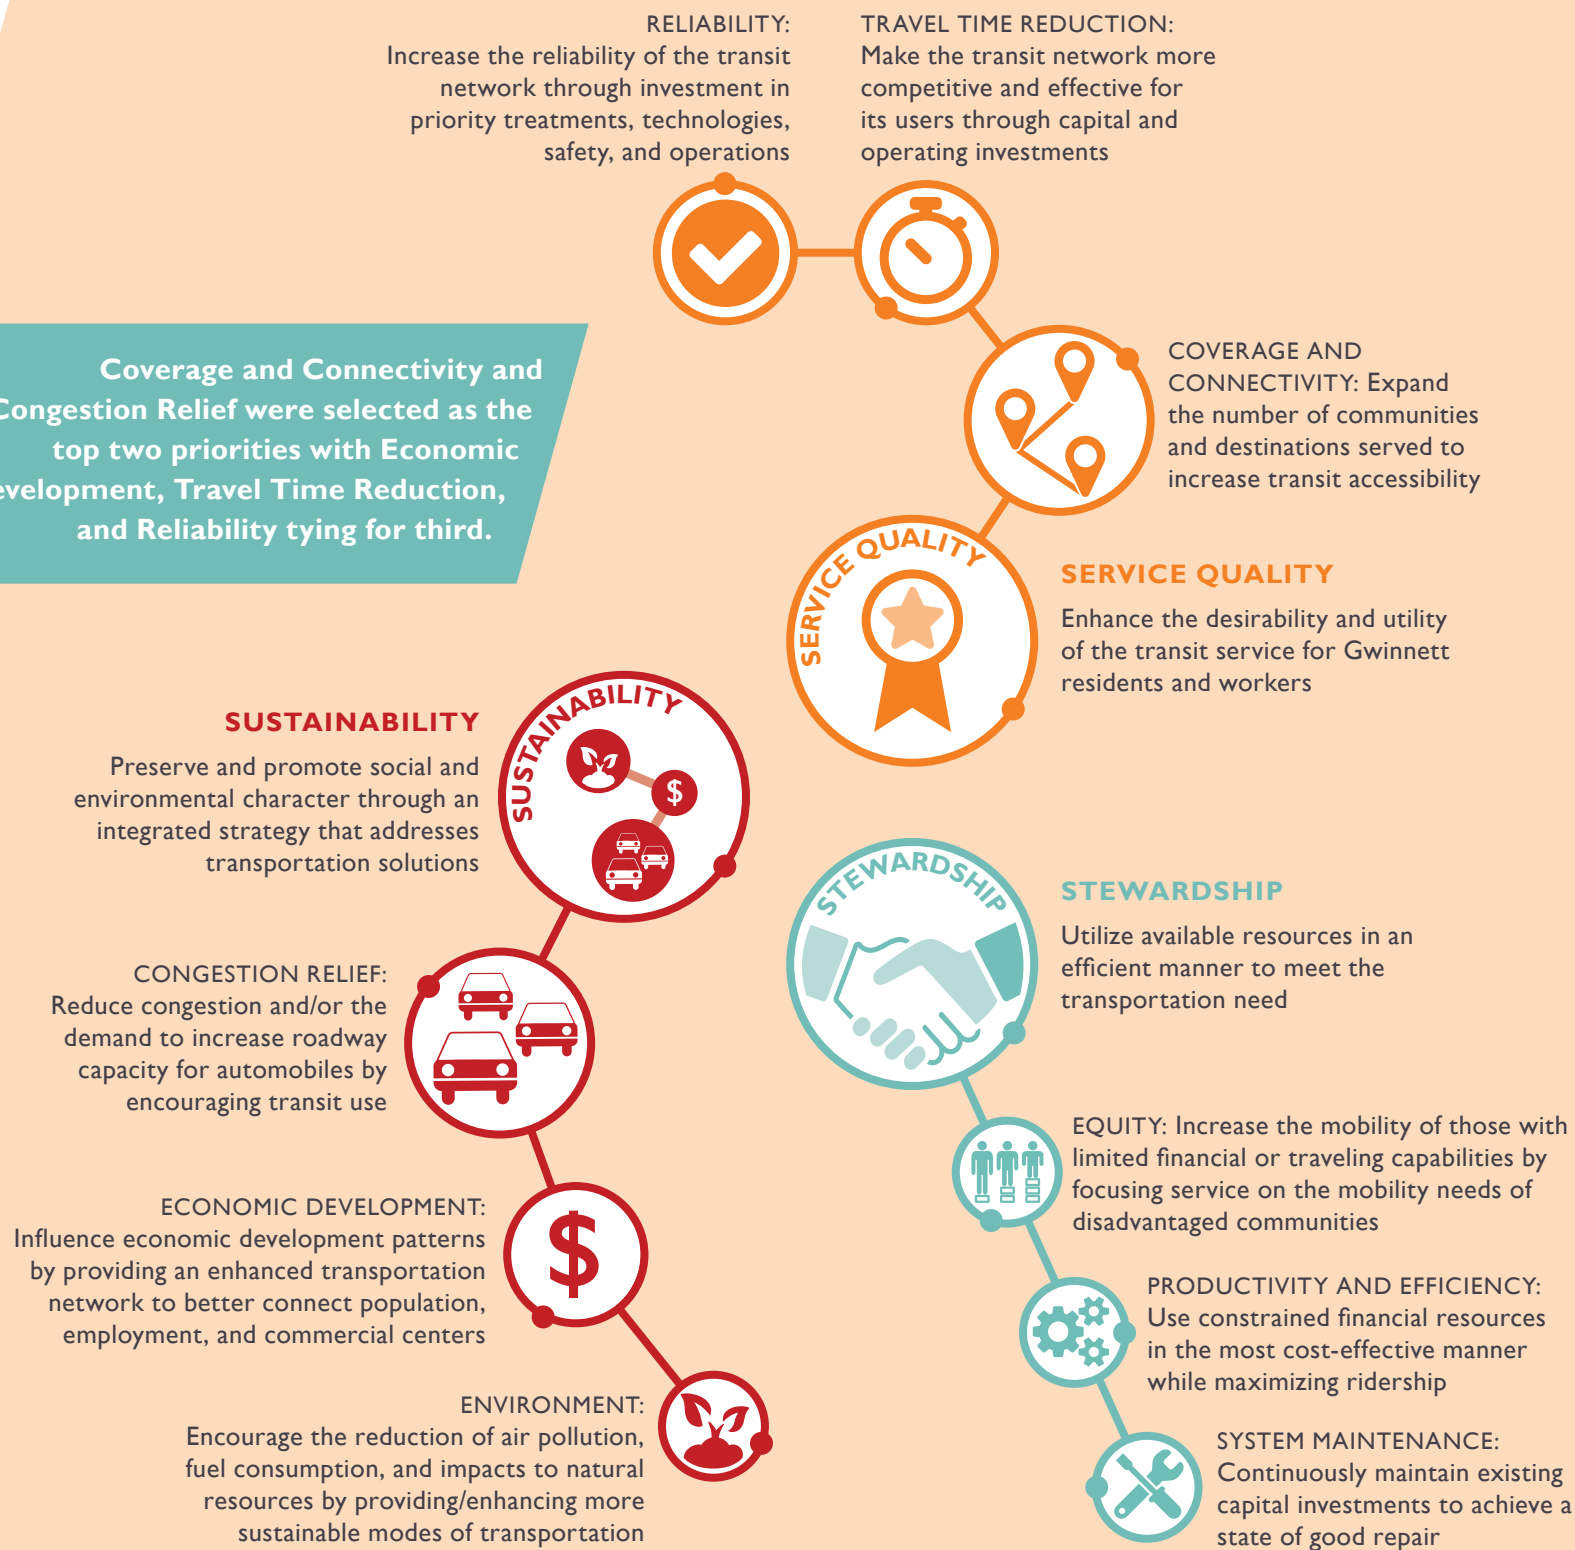 RELIABILITY:
Increase the reliability of the transit
network through investment in
priority treatments, technologies,
safety, and operations
TRAVEL TIME REDUCTION:
Make the transit network more
competitive and effective for
its users through capital and
operating investments
COVERAGE AND
CONNECTIVITY: Expand
the number of communities
and destinations served to
increase transit accessibility
Coverage and Connectivity and
Congestion Relief were selected as the
top two priorities with Economic
evelopment, Travel Time Reduction,
and Reliability tying for third.
SERVICE QUALITY
SERVICE QUALITY
Enhance the desirability and utility
of the transit service for Gwinnett
residents and workers
SUSTAINABILITY
Preserve and promote social and
environmental character through an
integrated strategy that addresses
transportation solutions
SUSTAINABILITY
$
CONGESTION RELIEF:
Reduce congestion and/or the
demand to increase roadway
capacity for automobiles by
encouraging transit use
ECONOMIC DEVELOPMENT:
Influence economic development patterns
by providing an enhanced transportation
network to better connect population,
employment, and commercial centers
$
ENVIRONMENT:
Encourage the reduction of air pollution,
fuel consumption, and impacts to natural
resources by providing/enhancing more
sustainable modes of transportation
STEWARDSHIP
STEWARDSHIP
Utilize available resources in an
efficient manner to meet the
transportation need
EQUITY: Increase the mobility of those with
limited financial or traveling capabilities by
focusing service on the mobility needs of
disadvantaged communities
PRODUCTIVITY AND EFFICIENCY:
Use constrained financial resources
in the most cost-effective manner
while maximizing ridership
SYSTEM MAINTENANCE:
Continuously maintain existing
capital investments to achieve a
state of good repair